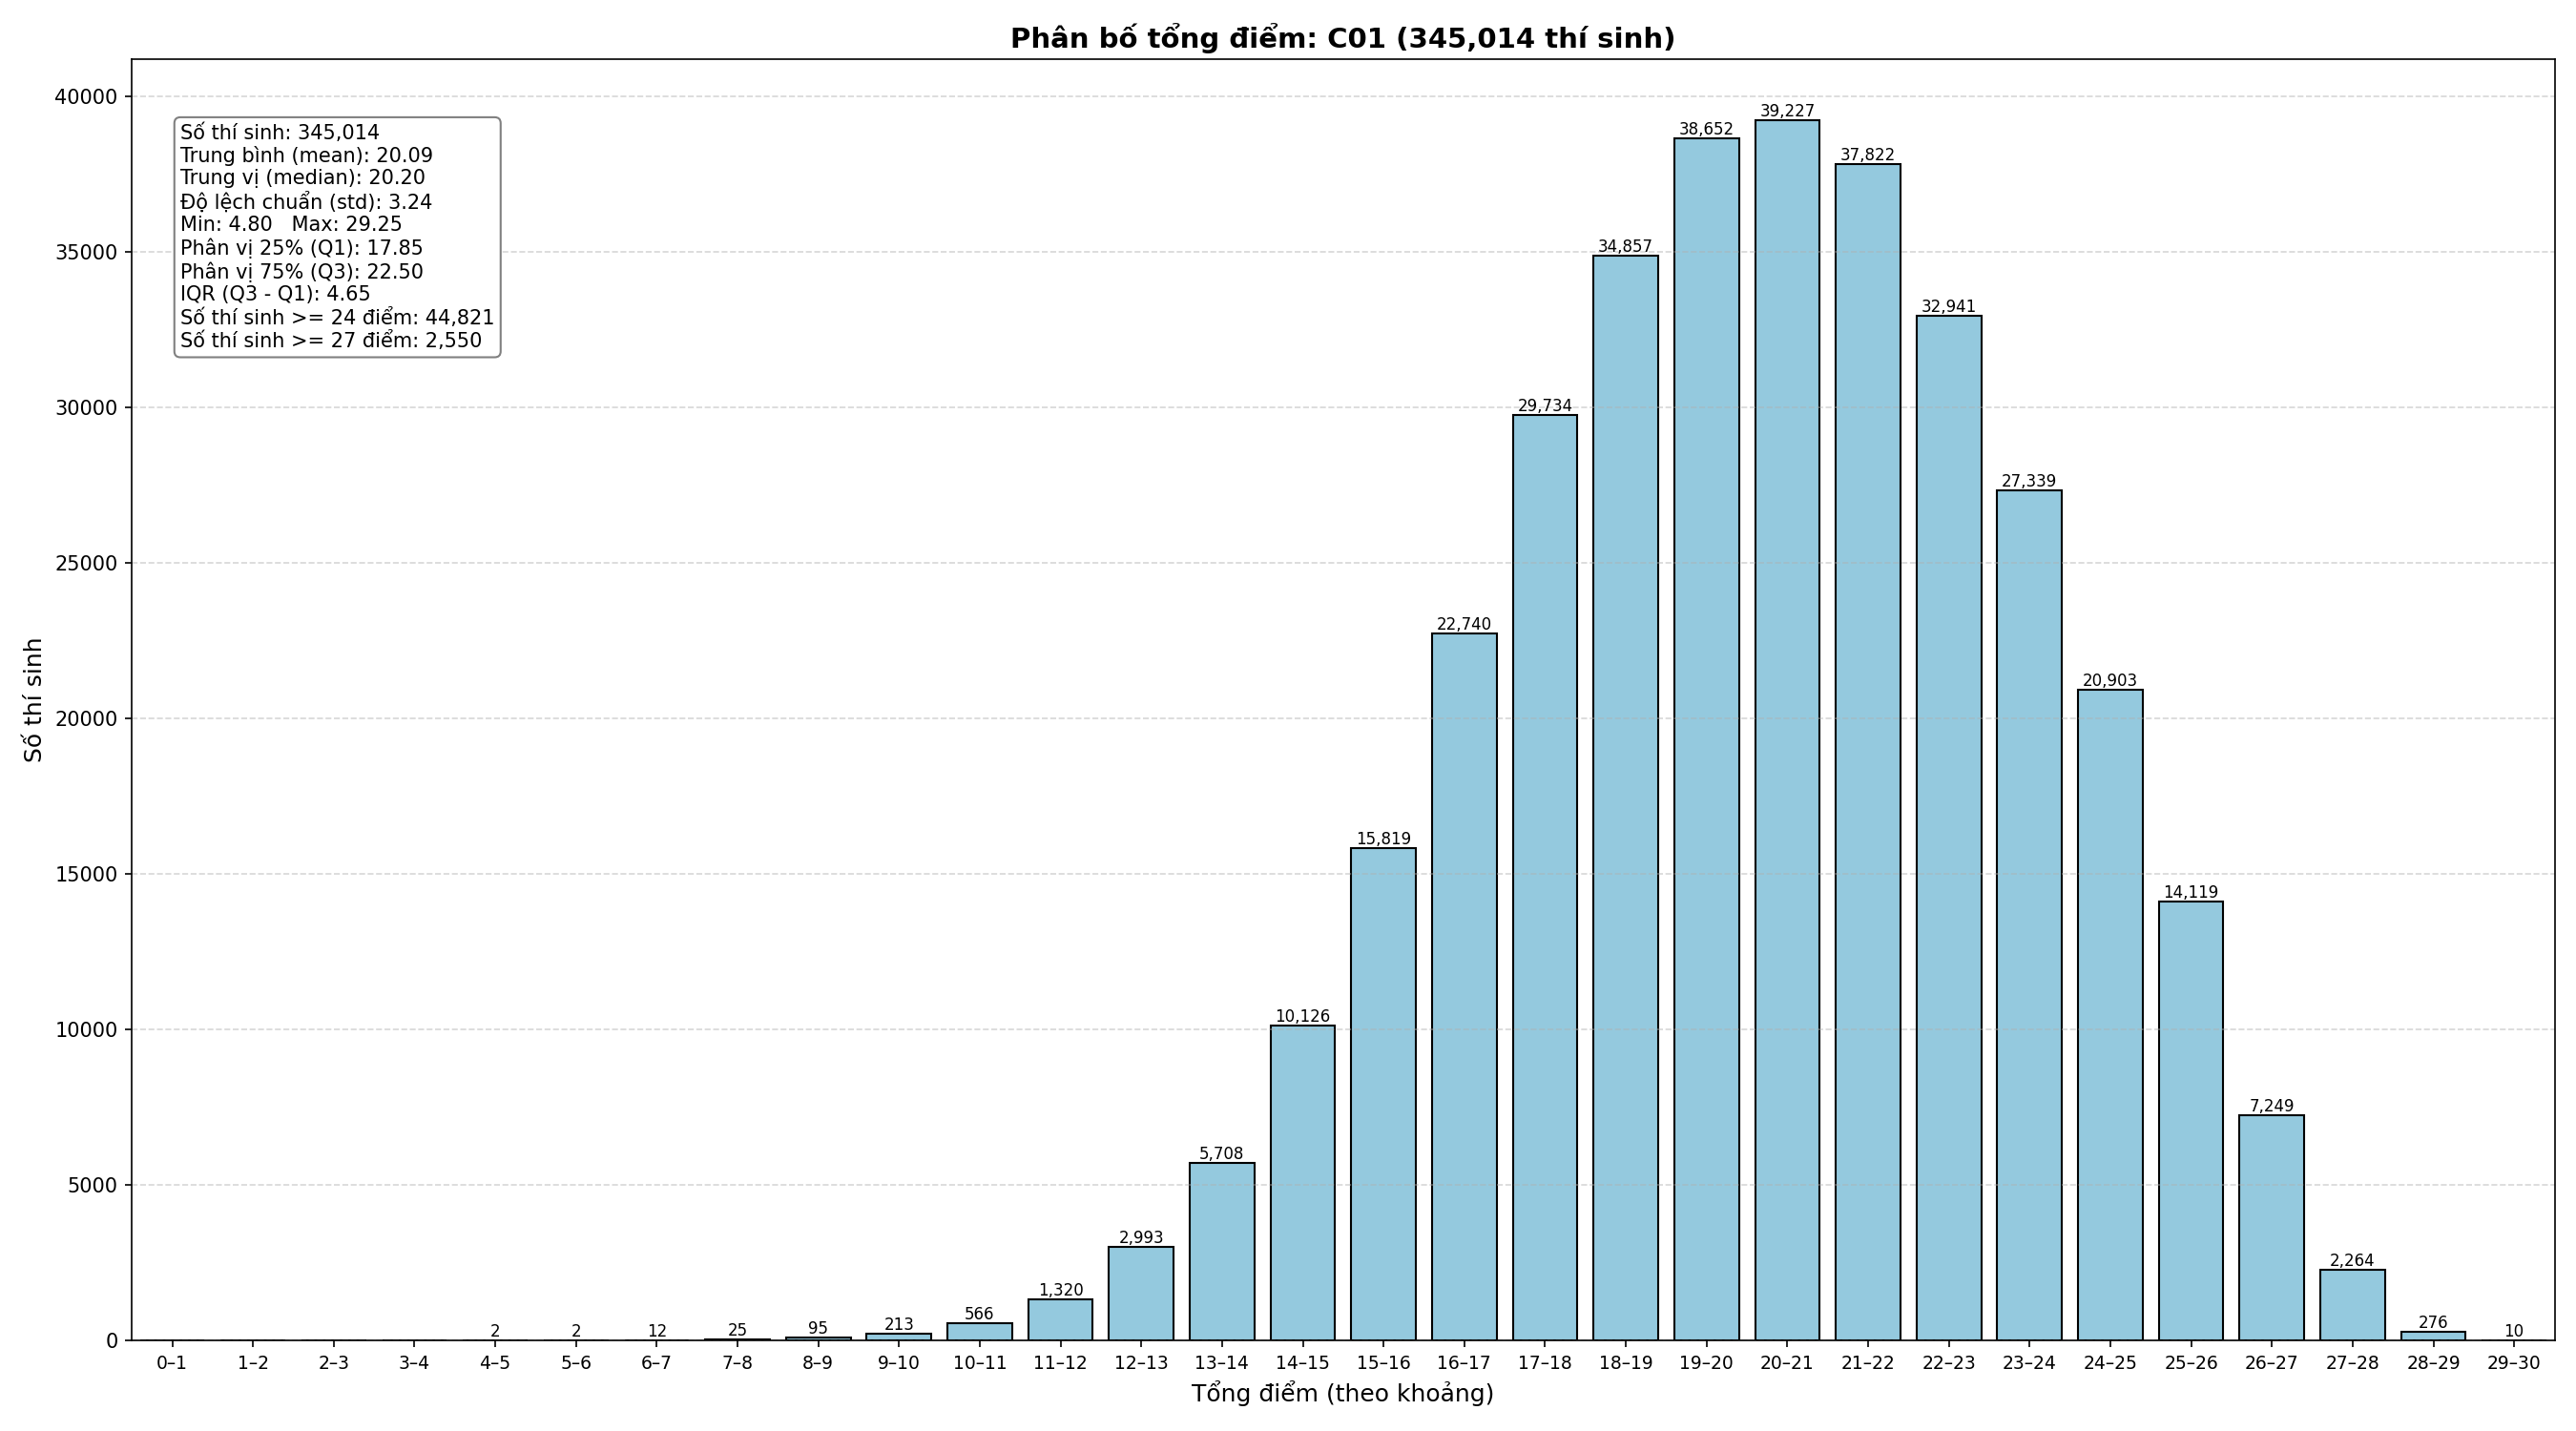 Phân bố tổng điểm: C01 (345,014 thí sinh)
Số thí sinh: 345,014
Trung bình (mean): 20.09
Trung vị (median): 20.20
Độ lệch chuẩn (std): 3.24
Min: 4.80   Max: 29.25
Phân vị 25% (Q1): 17.85
Phân vị 75% (Q3): 22.50
IQR (Q3 - Q1): 4.65
Số thí sinh >= 24 điểm: 44,821
Số thí sinh >= 27 điểm: 2,550
Số thí sinh
40000
35000
30000
25000
20000
15000
10000
5000
0
2
2
12
25
95
213
566
1,320
2,993
5,708
10,126
15,819
22,740
29,734
34,857
38,652
39,227
37,822
32,941
27,339
20,903
14,119
7,249
2,264
276
10
0–1 1–2 2–3 3–4 4–5 5–6 6–7 7–8 8–9 9–10 10–11 11–12 12–13 13–14 14–15 15–16 16–17 17–18 18–19 19–20 20–21 21–22 22–23 23–24 24–25 25–26 26–27 27–28 28–29 29–30
Tổng điểm (theo khoảng)